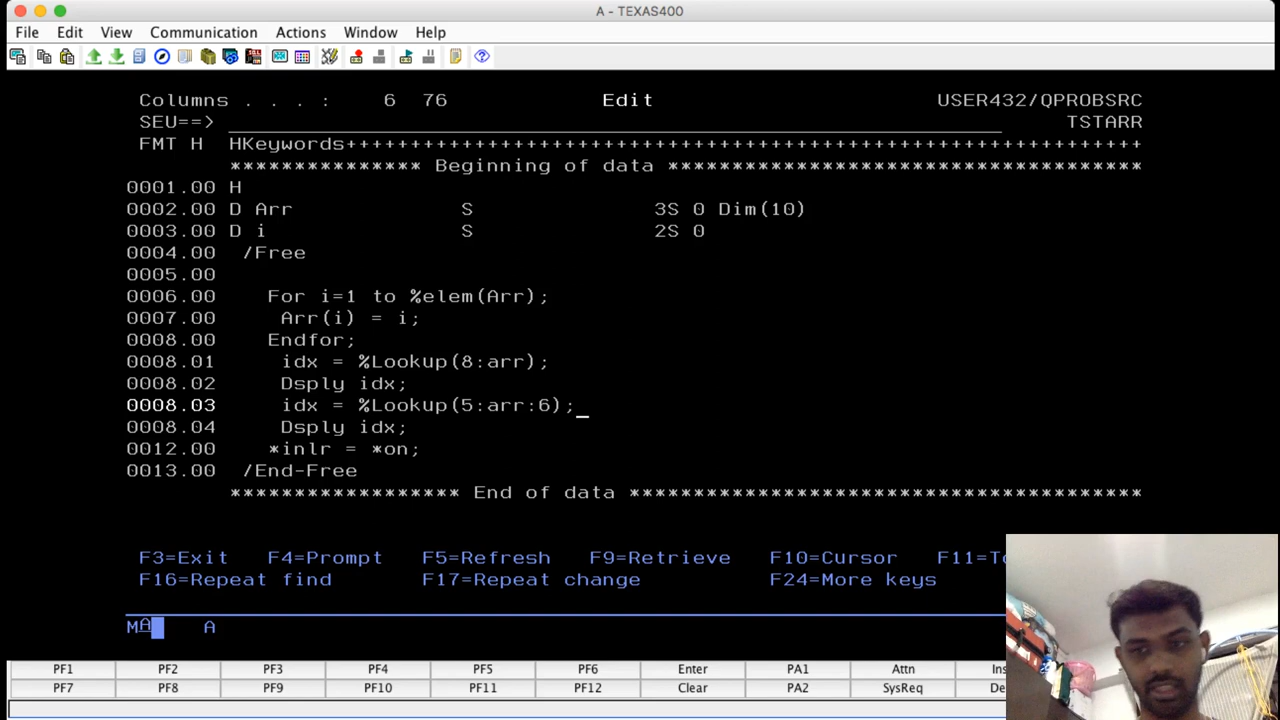 A - TEXAS400
File Edit View Communication Actions Window Help
Columns . . . : 6 76 Edit USER432/QPROBSRC
SEU==> TSTARR
FMT H HKeywords++++++++++++++++++++++++++++++++++++++++++++++++++++++++++++++
*************** Beginning of data *************************************
0001.00 H
0002.00 D Arr S 3S 0 Dim(10)
0003.00 D i S 2S 0
0004.00 /Free
0005.00
0006.00 For i=1 to %elem(Arr);
0007.00 Arr(i) = i;
0008.00 Endfor;
0008.01 idx = %Lookup(8:arr);
0008.02 Dsply idx;
0008.03 idx = %Lookup(5:arr:6);_
0008.04 Dsply idx;
0012.00 *inlr = *on;
0013.00 /End-Free
****************** End of data ****************************************
F3=Exit F4=Prompt F5=Refresh F9=Retrieve F10=Cursor F11=
F16=Repeat find F17=Repeat change F24=More keys
MA A
PF1 PF2 PF3 PF4 PF5 PF6 Enter PA1 Attn
PF7 PF8 PF9 PF10 PF11 PF12 Clear PA2 SysReq